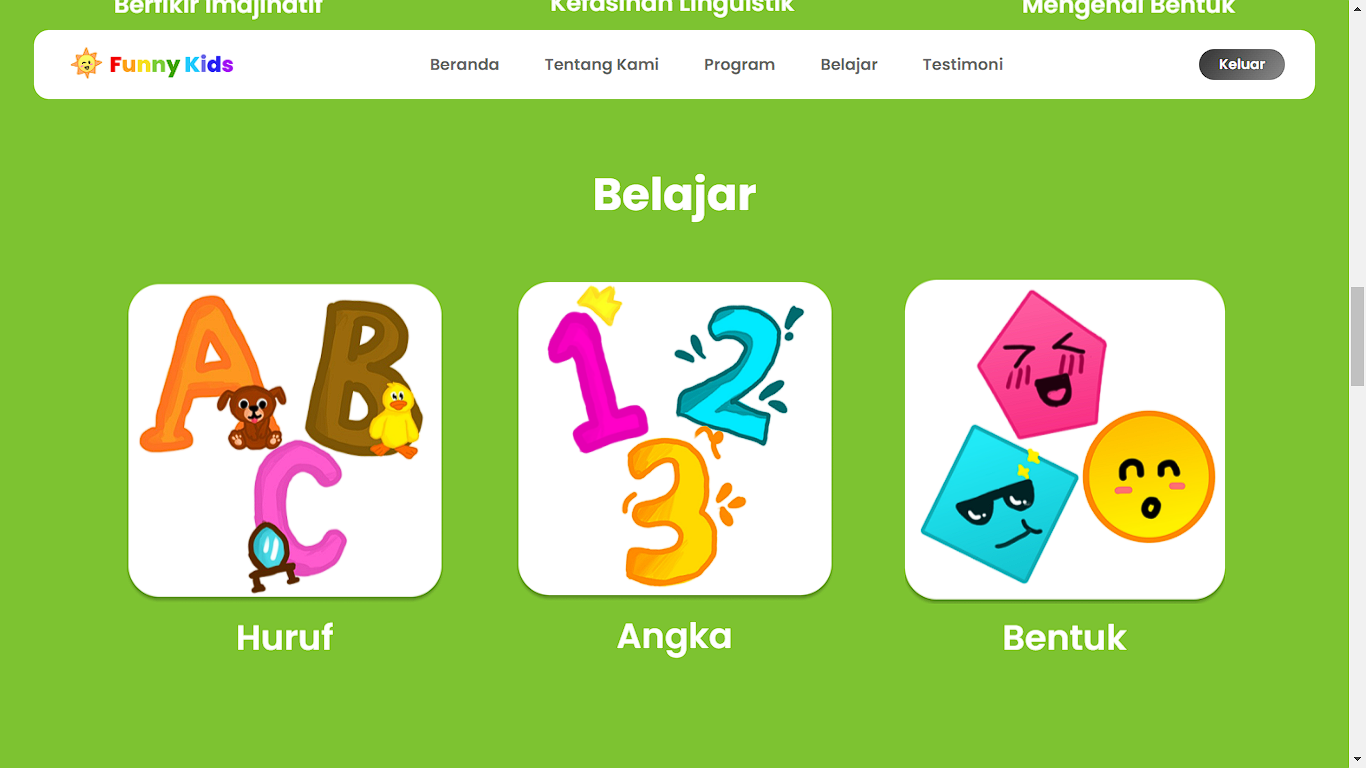 Berfikir Imajinatif
Kefasihan Linguistik
Mengenal Bentuk
Funny Kids
Beranda
Tentang Kami
Program
Belajar
Testimoni
Keluar
Belajar
A B
C
1 2 !
3
Huruf
Angka
Bentuk